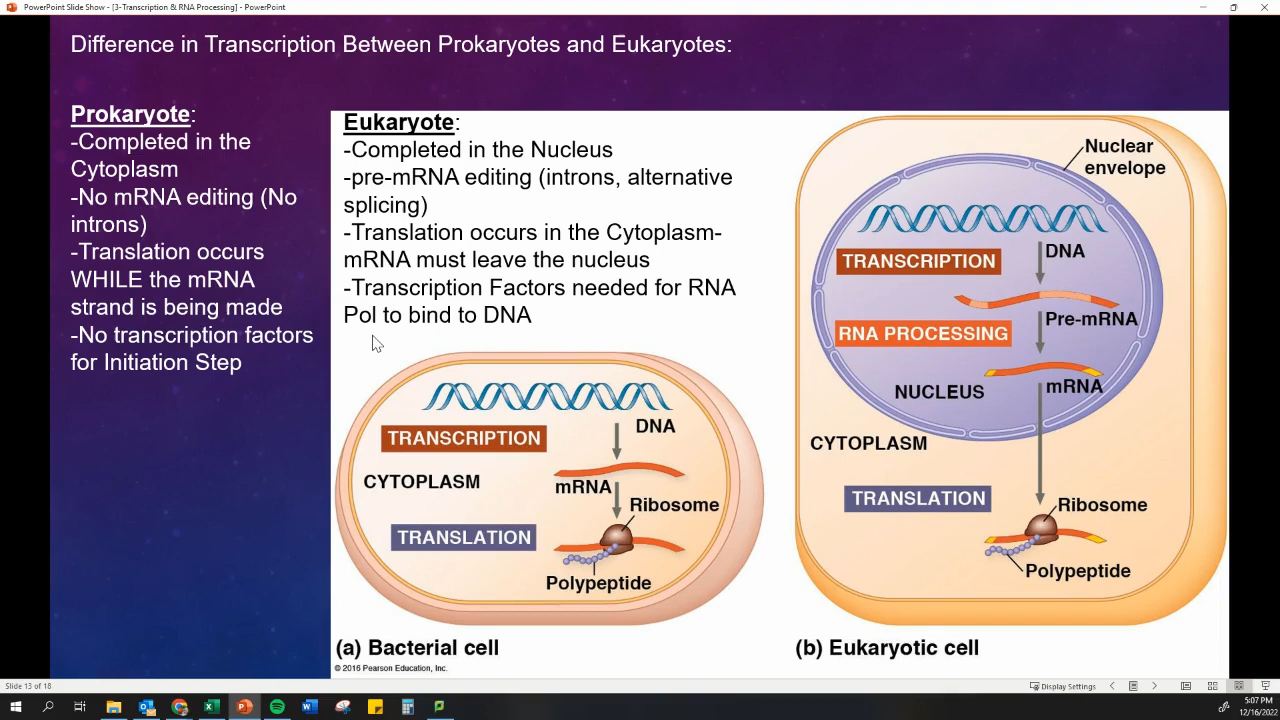 PowerPoint Slide Show - [3-Transcription & RNA Processing] - PowerPoint
Difference in Transcription Between Prokaryotes and Eukaryotes:
Prokaryote:
-Completed in the
Cytoplasm
-No mRNA editing (No
introns)
-Translation occurs
WHILE the mRNA
strand is being made
-No transcription factors
for Initiation Step
Eukaryote:
-Completed in the Nucleus
-pre-mRNA editing (introns, alternative
splicing)
-Translation occurs in the Cytoplasm-
mRNA must leave the nucleus
-Transcription Factors needed for RNA
Pol to bind to DNA
TRANSCRIPTION
DNA
CYTOPLASM
mRNA
Ribosome
TRANSLATION
Polypeptide
(a) Bacterial cell
© 2016 Pearson Education, Inc.
Nuclear
envelope
TRANSCRIPTION
DNA
Pre-mRNA
RNA PROCESSING
NUCLEUS
mRNA
CYTOPLASM
TRANSLATION
Ribosome
Polypeptide
(b) Eukaryotic cell
Slide 13 of 18
Display Settings
5:07 PM
12/16/2022